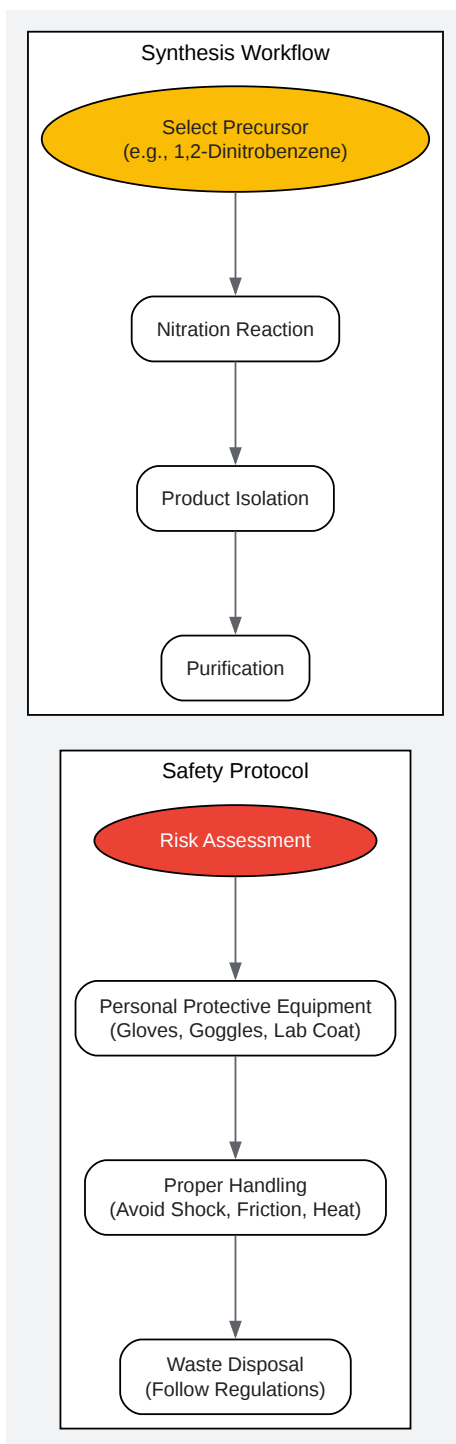 Synthesis Workflow
Select Precursor
(e.g., 1,2-Dinitrobenzene)
Nitration Reaction
Product Isolation
Purification
Safety Protocol
Risk Assessment
Personal Protective Equipment
(Gloves, Goggles, Lab Coat)
Proper Handling
(Avoid Shock, Friction, Heat)
Waste Disposal
(Follow Regulations)